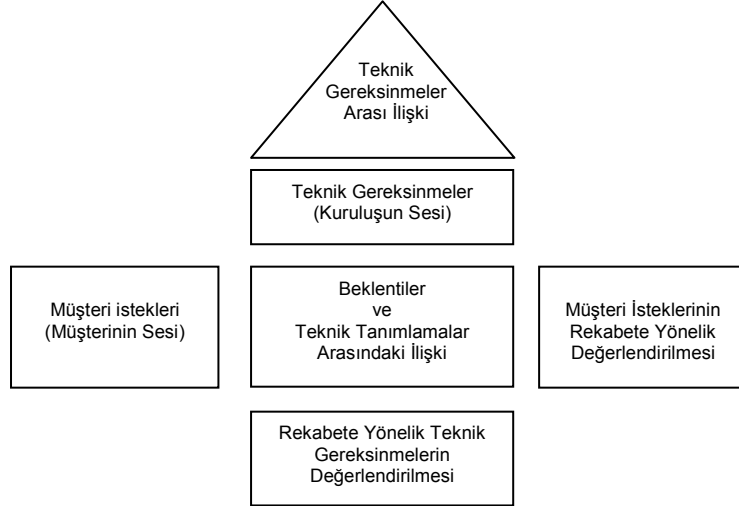 Teknik
Gereksinmeler
Arası İlişki
Teknik Gereksinmeler
(Kuruluşun Sesi)
Müşteri istekleri
(Müşterinin Sesi)
Beklentiler
ve
Teknik Tanımlamalar
Arasındaki İlişki
Müşteri İsteklerinin
Rekabete Yönelik
Değerlendirilmesi
Rekabete Yönelik Teknik
Gereksinmelerin
Değerlendirilmesi